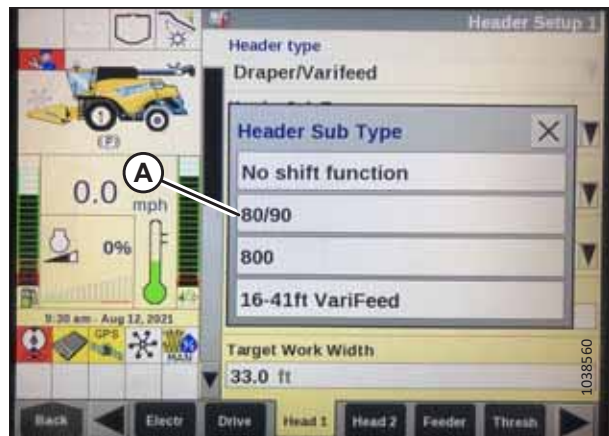 Header Setup 1
Header type
Draper/Varifeed
Header Sub Type
No shift function
80/90
800
16-41ft VariFeed
A
1
(F)
0.0 mph
0%
9:30 am - Aug 12, 2021
GPS
MAN
Target Work Width
33.0 ft
1038560
Back
Electr
Drive
Head 1
Head 2
Feeder
Thresh